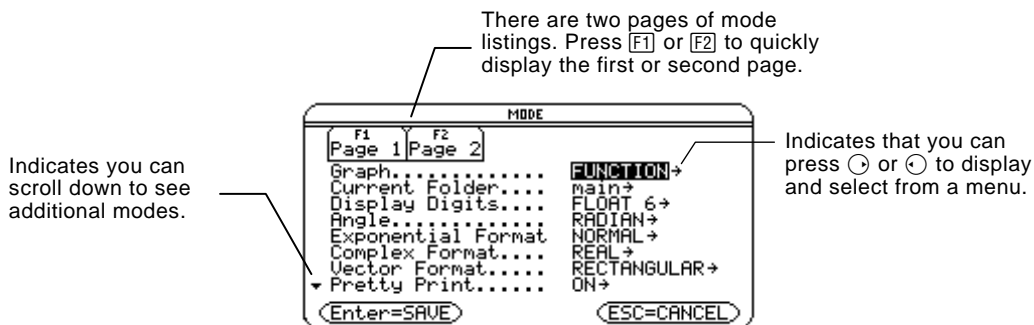 There are two pages of mode
listings. Press F1 or F2 to quickly
display the first or second page.
MODE
F1 F2
Page 1 Page 2
Graph.............. FUNCTION→
Current Folder.... main→
Display Digits.... FLOAT 6→
Angle.............. RADIAN→
Exponential Format NORMAL→
Complex Format.... REAL→
Vector Format..... RECTANGULAR→
Pretty Print...... ON→
Enter=SAVE ESC=CANCEL
Indicates you can
scroll down to see
additional modes.
Indicates that you can
press or to display
and select from a menu.